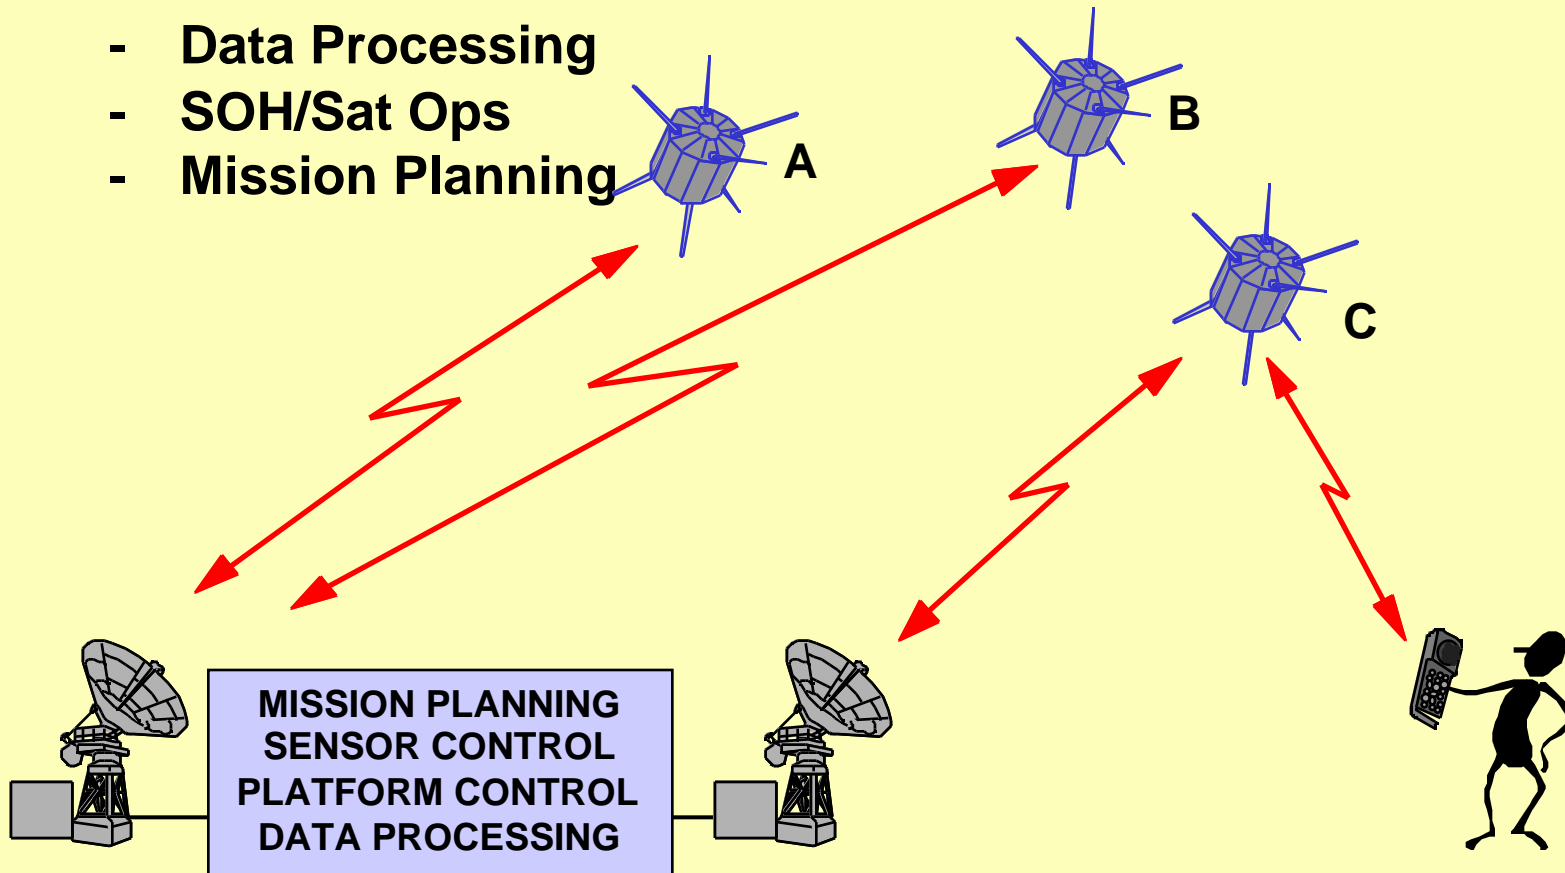 - Data Processing
- SOH/Sat Ops
- Mission Planning
A
B
C
MISSION PLANNING
SENSOR CONTROL
PLATFORM CONTROL
DATA PROCESSING